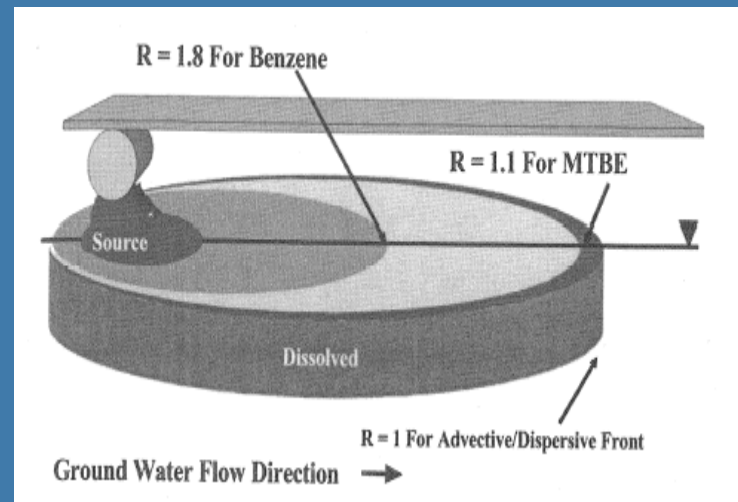 R = 1.8 For Benzene
R = 1.1 For MTBE
Source
Dissolved
R = 1 For Advective/Dispersive Front
Ground Water Flow Direction